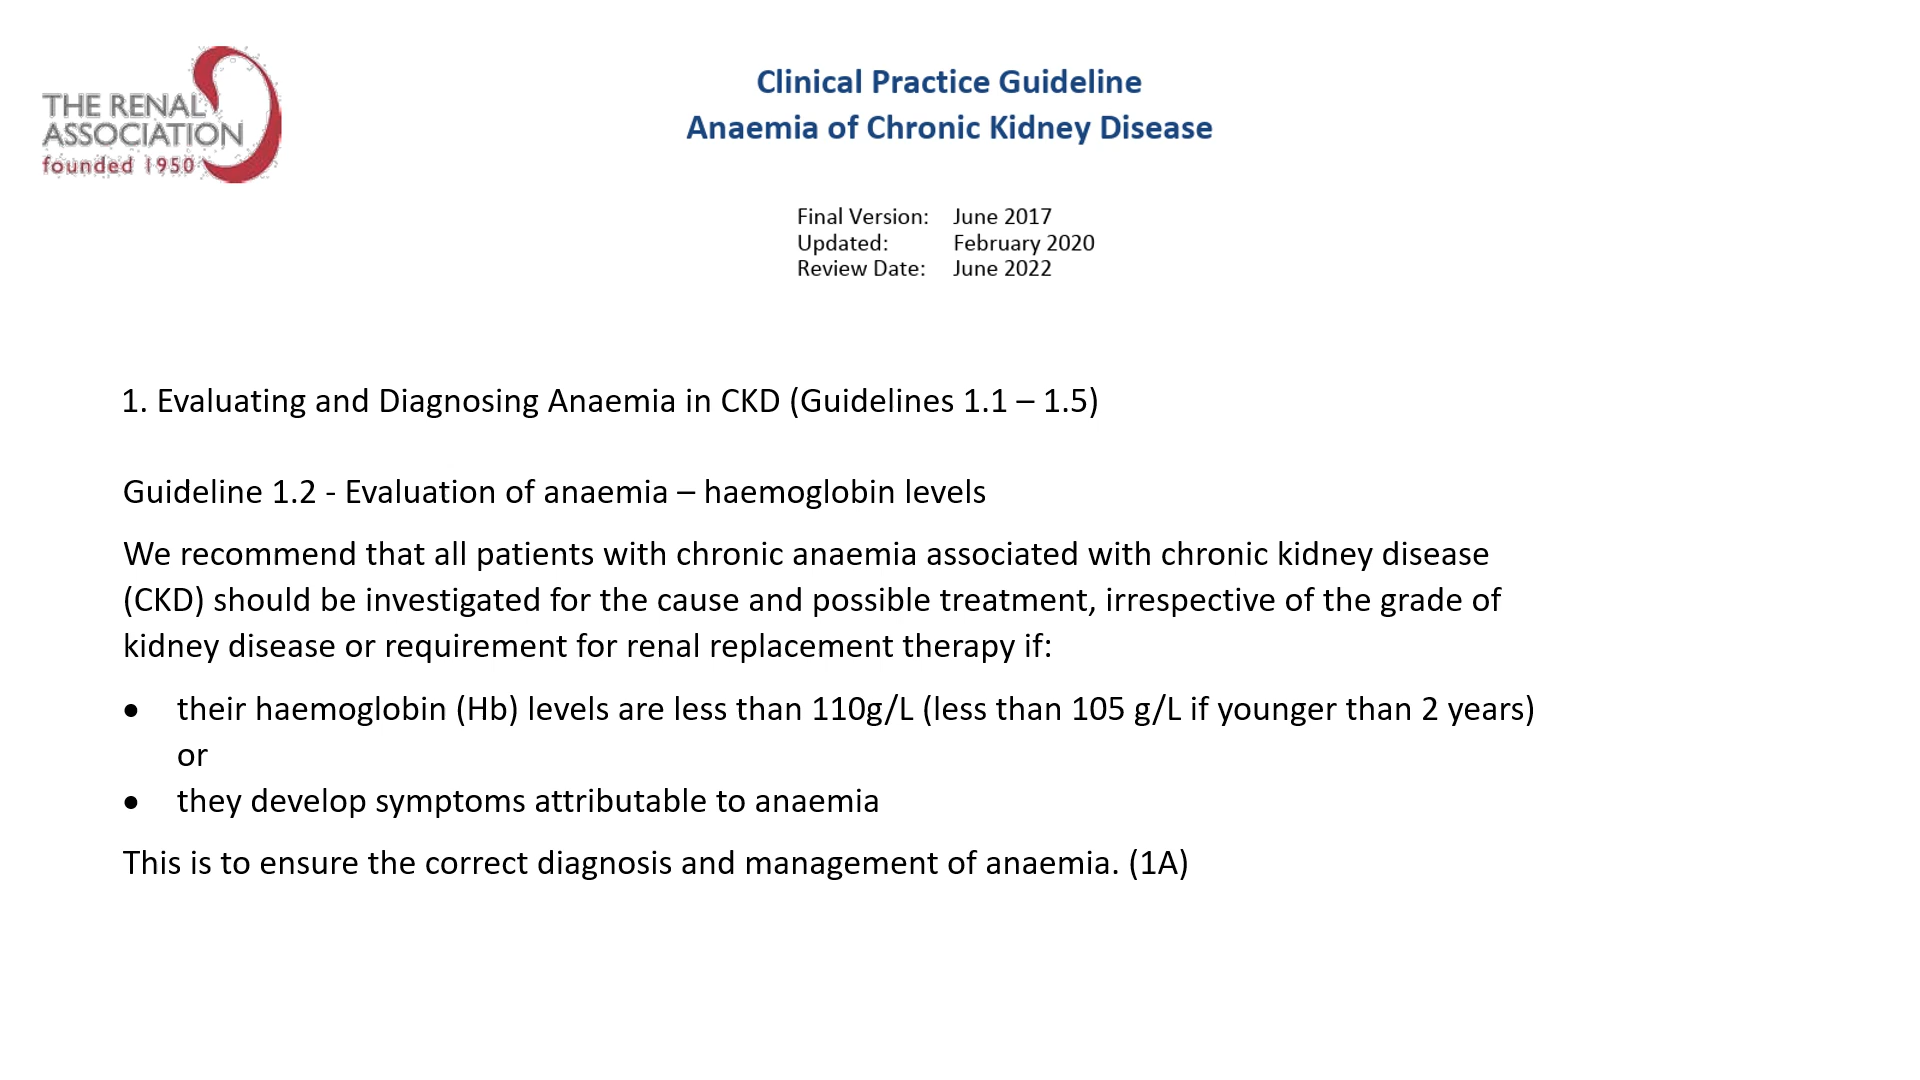 THE RENAL
ASSOCIATION
founded 1950
Clinical Practice Guideline
Anaemia of Chronic Kidney Disease
Final Version: June 2017
Updated: February 2020
Review Date: June 2022
1. Evaluating and Diagnosing Anaemia in CKD (Guidelines 1.1 – 1.5)
Guideline 1.2 - Evaluation of anaemia – haemoglobin levels
We recommend that all patients with chronic anaemia associated with chronic kidney disease
(CKD) should be investigated for the cause and possible treatment, irrespective of the grade of
kidney disease or requirement for renal replacement therapy if:
• their haemoglobin (Hb) levels are less than 110g/L (less than 105 g/L if younger than 2 years)
or
• they develop symptoms attributable to anaemia
This is to ensure the correct diagnosis and management of anaemia. (1A)